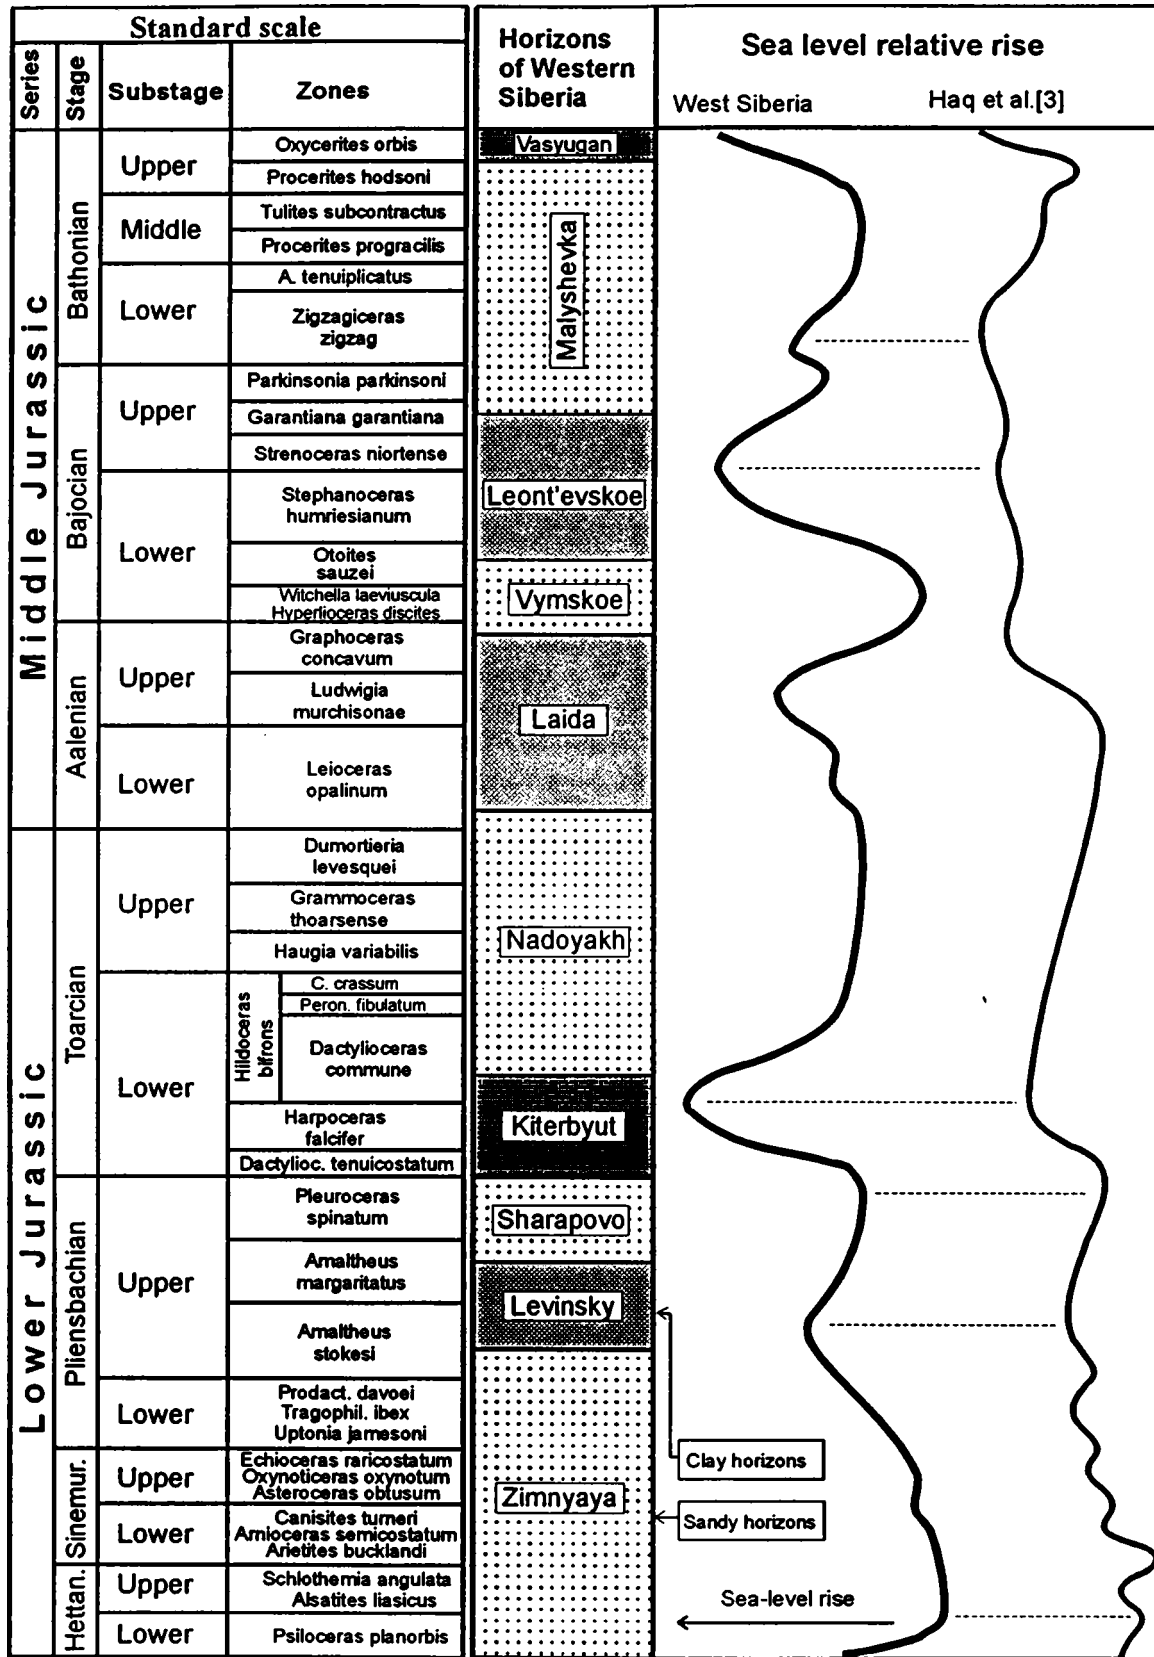 Standard scale
Series
Stage
Substage
Zones
Horizons
of Western
Siberia
Sea level relative rise
West Siberia
Haq et al.[3]
Middle Jurassic
Bathonian
Upper
Oxycerites orbis
Procerites hodsoni
Middle
Tulites subcontractus
Procerites progracilis
Lower
A. tenuiplicatus
Zigzagiceras
zigzag
Bajocian
Upper
Parkinsonia parkinsoni
Garantiana garantiana
Strenoceras niortense
Lower
Stephanoceras
humriesianum
Otoites
sauzei
Witchella laeviuscula
Hyperlioceras discites
Aalenian
Upper
Graphoceras
concavum
Ludwigia
murchisonae
Lower
Leioceras
opalinum
Lower Jurassic
Toarcian
Upper
Dumortieria
levesquei
Grammoceras
thoarsense
Haugia variabilis
Lower
Hildoceras
bifrons
C. crassum
Peron. fibulatum
Dactylioceras
commune
Harpoceras
falcifer
Dactylioc. tenuicostatum
Pliensbachian
Upper
Pleuroceras
spinatum
Amaltheus
margaritatus
Amaltheus
stokesi
Lower
Prodact. davoei
Tragophil. ibex
Uptonia jamesoni
Sinemur.
Upper
Echioceras raricostatum
Oxynoticeras oxynotum
Asteroceras obtusum
Lower
Canisites turneri
Arnioceras semicostatum
Arietites bucklandi
Hettan.
Upper
Schlothemia angulata
Alsatites liasicus
Lower
Psiloceras planorbis
Vasyugan
Malyshevka
Leont'evskoe
Vymskoe
Laida
Nadoyakh
Kiterbyut
Sharapovo
Levinsky
Zimnyaya
Clay horizons
Sandy horizons
Sea-level rise